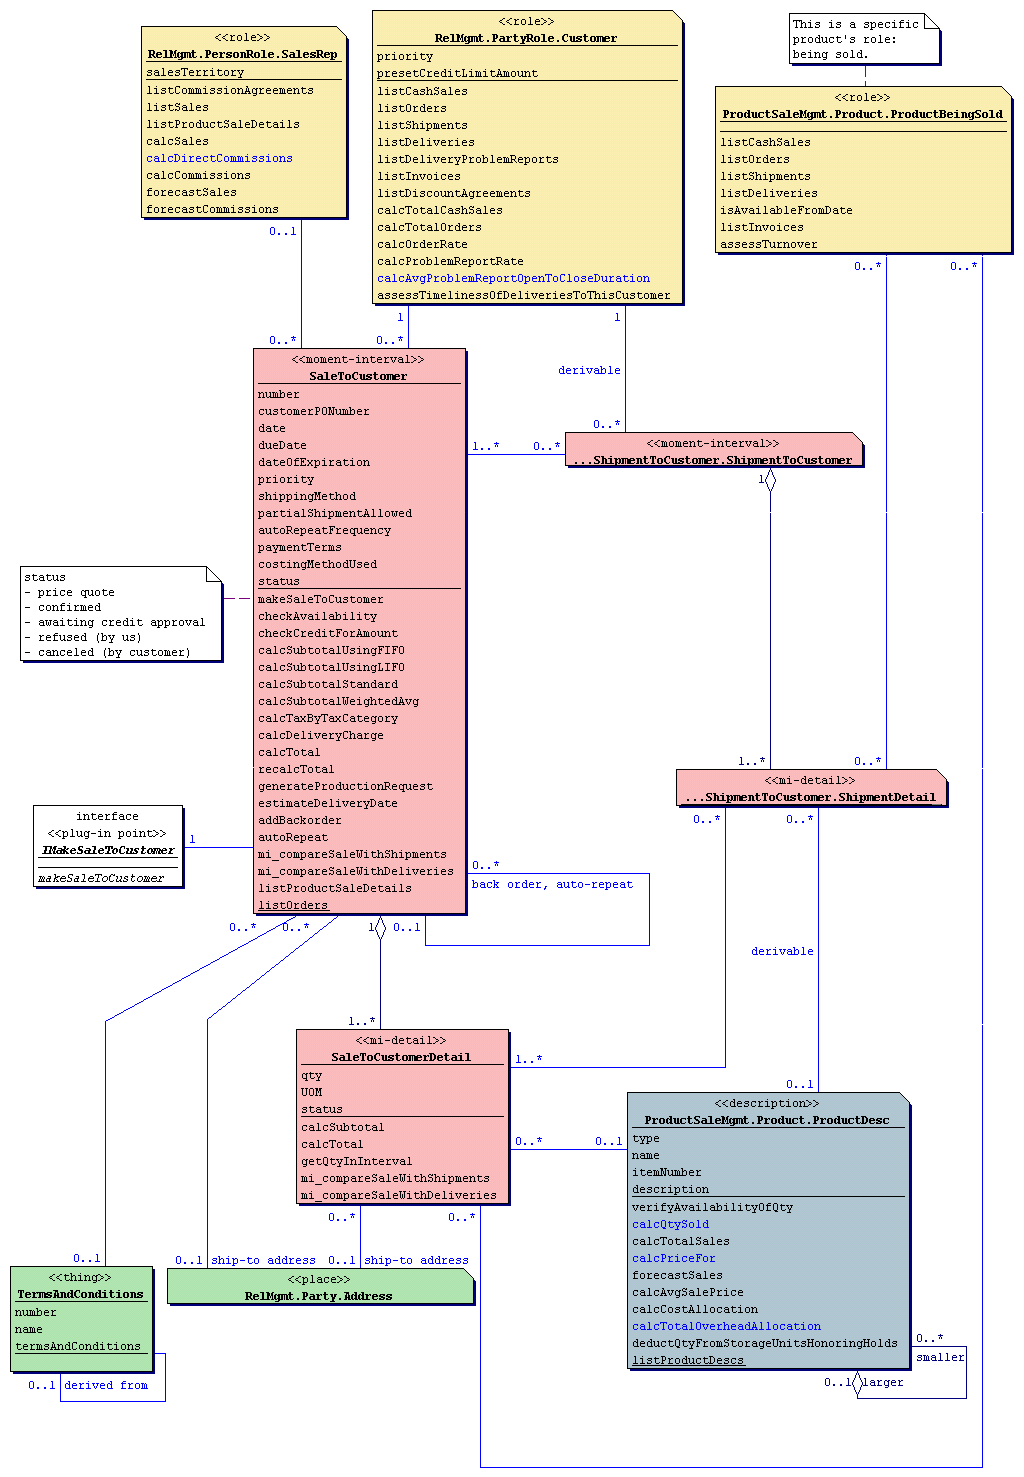 <<role>>
RelMgmt.PersonRole.SalesRep
salesTerritory
listCommissionAgreements
listSales
listProductSaleDetails
calcSales
calcDirectCommissions
calcCommissions
forecastSales
forecastCommissions
0..1
0..*
<<role>>
RelMgmt.PartyRole.Customer
priority
presetCreditLimitAmount
listCashSales
listOrders
listShipments
listDeliveries
listDeliveryProblemReports
listInvoices
listDiscountAgreements
calcTotalCashSales
calcTotalOrders
calcOrderRate
calcProblemReportRate
calcAvgProblemReportOpenToCloseDuration
assessTimelinessOfDeliveriesToThisCustomer
1
0..*
1
derivable
0..*
This is a specific
product's role:
being sold.
<<role>>
ProductSaleMgmt.Product.ProductBeingSold
listCashSales
listOrders
listShipments
listDeliveries
isAvailableFromDate
listInvoices
assessTurnover
0..*
0..*
<<moment-interval>>
SaleToCustomer
number
customerPONumber
date
dueDate
dateOfExpiration
priority
shippingMethod
partialShipmentAllowed
autoRepeatFrequency
paymentTerms
costingMethodUsed
status
makeSaleToCustomer
checkAvailability
checkCreditForAmount
calcSubtotalUsingFIFO
calcSubtotalUsingLIFO
calcSubtotalStandard
calcSubtotalWeightedAvg
calcTaxByTaxCategory
calcDeliveryCharge
calcTotal
recalcTotal
generateProductionRequest
estimateDeliveryDate
addBackorder
autoRepeat
mi_compareSaleWithShipments
mi_compareSaleWithDeliveries
listProductSaleDetails
listOrders
1..*
0..*
<<moment-interval>>
...ShipmentToCustomer.ShipmentToCustomer
1
1..*
0..*
status
- price quote
- confirmed
- awaiting credit approval
- refused (by us)
- canceled (by customer)
interface
<<plug-in point>>
IMakeSaleToCustomer
makeSaleToCustomer
1
<<mi-detail>>
...ShipmentToCustomer.ShipmentDetail
0..*
0..*
0..*
back order, auto-repeat
0..*
0..*
1
0..1
derivable
1..*
<<mi-detail>>
SaleToCustomerDetail
qty
UOM
status
calcSubtotal
calcTotal
getQtyInInterval
mi_compareSaleWithShipments
mi_compareSaleWithDeliveries
1..*
0..1
0..*
0..1
0..*
0..*
<<description>>
ProductSaleMgmt.Product.ProductDesc
type
name
itemNumber
description
verifyAvailabilityOfQty
calcQtySold
calcTotalSales
calcPriceFor
forecastSales
calcAvgSalePrice
calcCostAllocation
calcTotalOverheadAllocation
deductQtyFromStorageUnitsHonoringHolds
listProductDescs
0..*
smaller
0..1
larger
0..1
0..1 ship-to address
0..1 ship-to address
<<thing>>
TermsAndConditions
number
name
termsAndConditions
0..1 derived from
<<place>>
RelMgmt.Party.Address